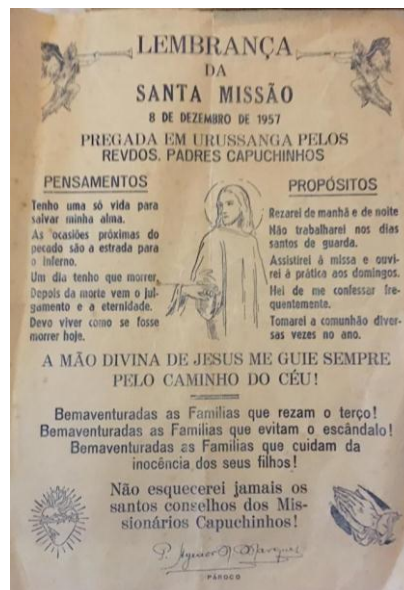 LEMBRANÇA
DA
SANTA MISSÃO
8 DE DEZEMBRO DE 1957
PREGADA EM URUSSANGA PELOS
REVDOS. PADRES CAPUCHINHOS
PENSAMENTOS
Tenho uma só vida para
salvar minha alma.
As ocasiões próximas do
pecado são a estrada para
o inferno.
Um dia tenho que morrer.
Depois da morte vem o jul-
gamento e a eternidade.
Devo viver como se fosse
morrer hoje.
PROPÓSITOS
Rezarei de manhã e de noite
Não trabalharei nos dias
santos de guarda.
Assistirei à missa e ouvi-
rei à prática aos domingos.
Hei de me confessar fre-
quentemente.
Tomarei a comunhão diver-
sas vezes no ano.
A MÃO DIVINA DE JESUS ME GUIE SEMPRE
PELO CAMINHO DO CÉU!
Bemaventuradas as Familias que rezam o terço!
Bemaventuradas as Familias que evitam o escândalo!
Bemaventuradas as Familias que cuidam da
inocência dos seus filhos!
Não esquecerei jamais os
santos conselhos dos Mis-
sionários Capuchinhos!
P. Agenor Marques
PÁROCO